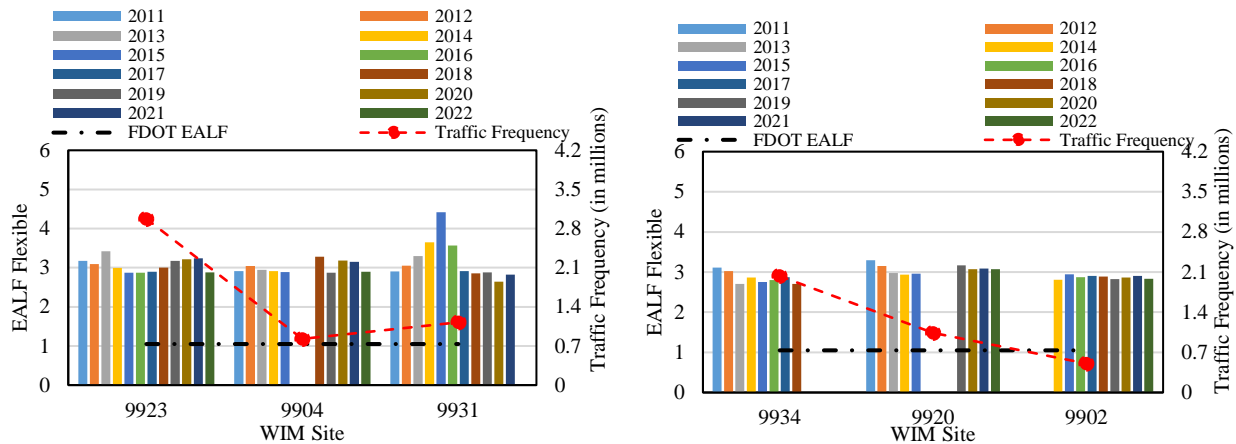 2011 2012
2013 2014
2015 2016
2017 2018
2019 2020
2021 2022
FDOT EALF Traffic Frequency
6 4.2
5 3.5
4 2.8
3 2.1
2 1.4
1 0.7
0 0
EALF Flexible
Traffic Frequency (in millions)
9923 9904 9931
WIM Site
2011 2012
2013 2014
2015 2016
2017 2018
2019 2020
2021 2022
FDOT EALF Traffic Frequency
6 4.2
5 3.5
4 2.8
3 2.1
2 1.4
1 0.7
0 0
EALF Flexible
Traffic Frequency (in millions)
9934 9920 9902
WIM Site